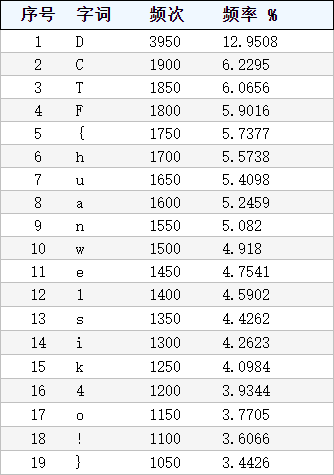 序号 字词 频次 频率 %
1 D 3950 12.9508
2 C 1900 6.2295
3 T 1850 6.0656
4 F 1800 5.9016
5 { 1750 5.7377
6 h 1700 5.5738
7 u 1650 5.4098
8 a 1600 5.2459
9 n 1550 5.082
10 w 1500 4.918
11 e 1450 4.7541
12 1 1400 4.5902
13 s 1350 4.4262
14 i 1300 4.2623
15 k 1250 4.0984
16 4 1200 3.9344
17 o 1150 3.7705
18 ! 1100 3.6066
19 } 1050 3.4426